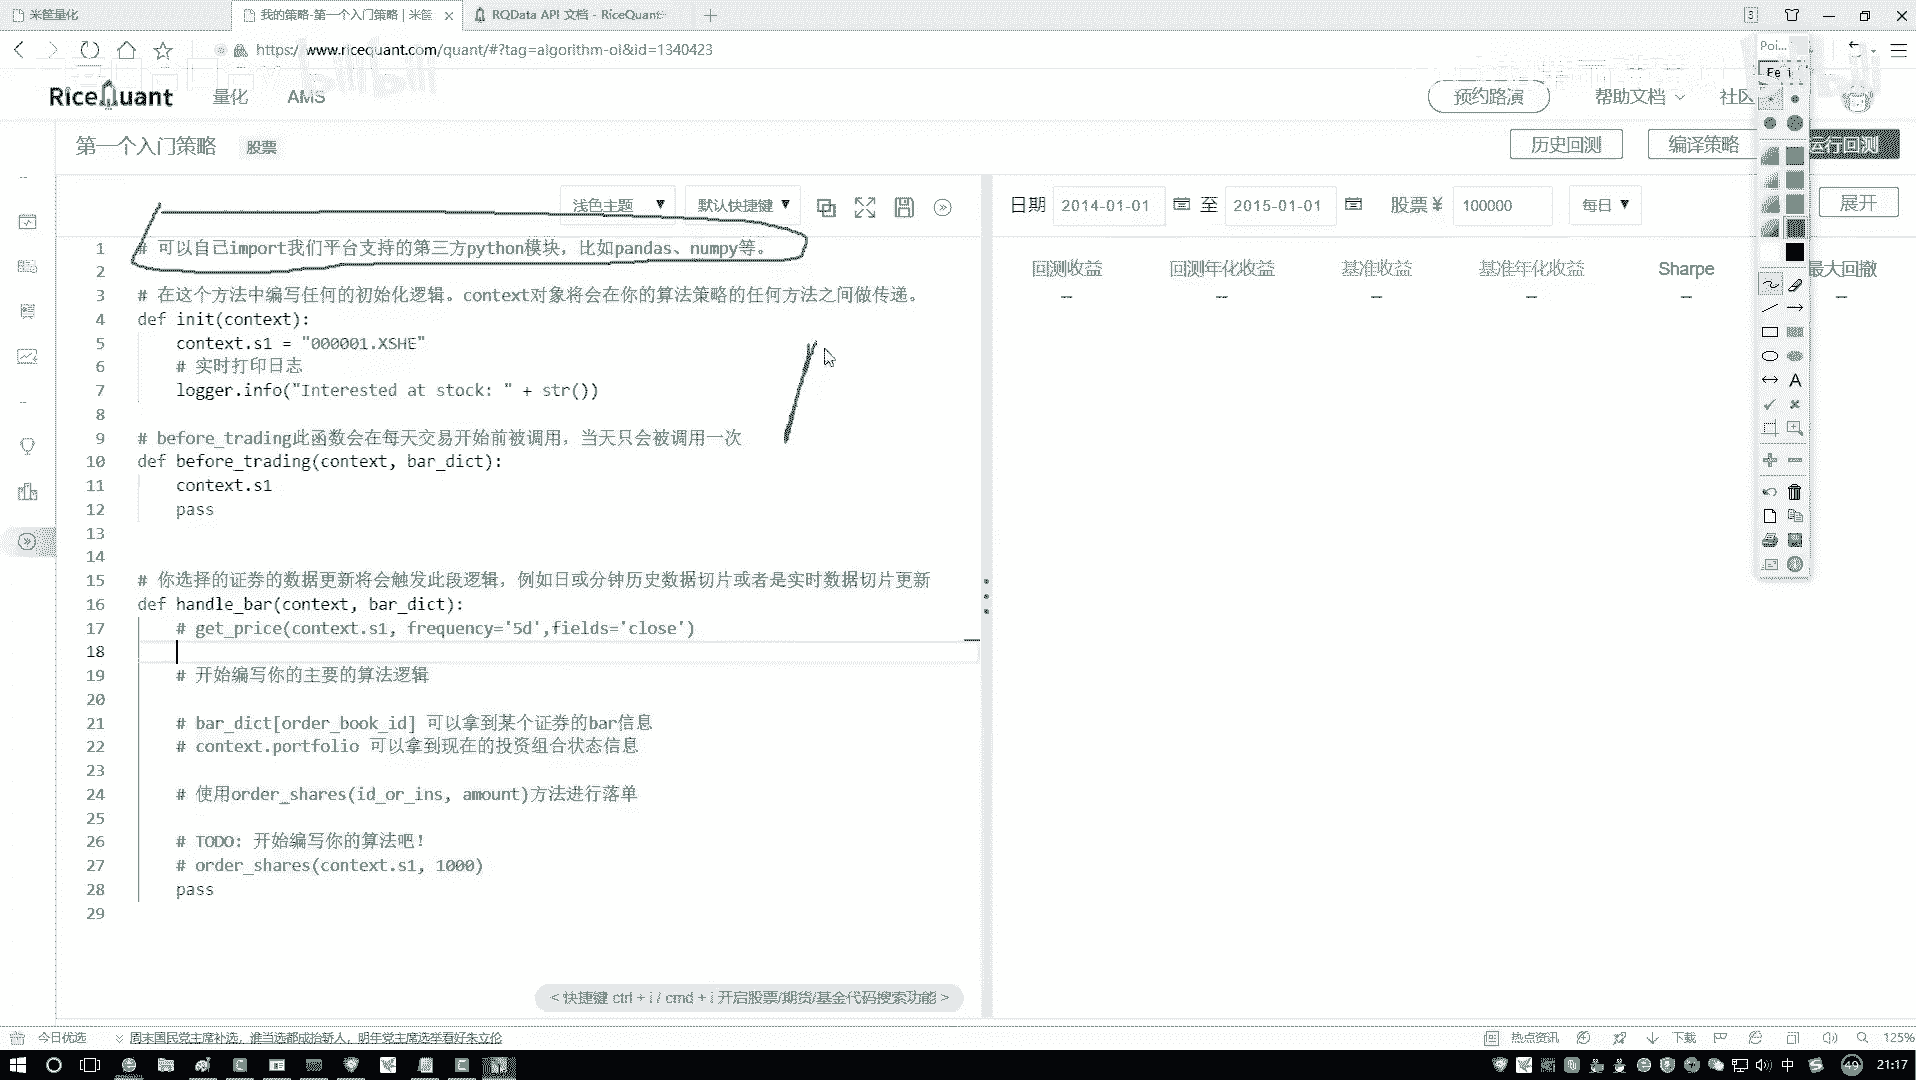 米筐量化
我的策略-第一个入门策略 | 米筐
RQData API 文档 - RiceQuant
https://www.ricequant.com/quant/#?tag=algorithm-ol&id=1340423
RiceQuant
量化
AMS
预约路演
帮助文档
社区
第一个入门策略
股票
历史回测
编译策略
运行回测
浅色主题
默认快捷键
日期
2014-01-01
至
2015-01-01
股票 ¥
100000
每日
展开
回测收益
回测年化收益
基准收益
基准年化收益
Sharpe
最大回撤
--
--
--
--
--
--
1 # 可以自己import我们平台支持的第三方python模块，比如pandas、numpy等。
2
3 # 在这个方法中编写任何的初始化逻辑。context对象将会在你的算法策略的任何方法之间做传递。
4 def init(context):
5 context.s1 = "000001.XSHE"
6 # 实时打印日志
7 logger.info("Interested at stock: " + str())
8
9 # before_trading此函数会在每天交易开始前被调用，当天只会被调用一次
10 def before_trading(context, bar_dict):
11 context.s1
12 pass
13
14
15 # 你选择的证券的数据更新将会触发此段逻辑，例如日或分钟历史数据切片或者是实时数据切片更新
16 def handle_bar(context, bar_dict):
17 # get_price(context.s1, frequency='5d',fields='close')
18
19 # 开始编写你的主要的算法逻辑
20
21 # bar_dict[order_book_id] 可以拿到某个证券的bar信息
22 # context.portfolio 可以拿到现在的投资组合状态信息
23
24 # 使用order_shares(id_or_ins, amount)方法进行落单
25
26 # TODO: 开始编写你的算法吧！
27 # order_shares(context.s1, 1000)
28 pass
29
< 快捷键 ctrl + i / cmd + i 开启股票/期货/基金代码搜索功能 >
Poi...
今日优选
周末国民党主席补选，谁当选都成抬轿人，明年党主席选举看好朱立伦
热点资讯
下载
125%
中
49
21:17